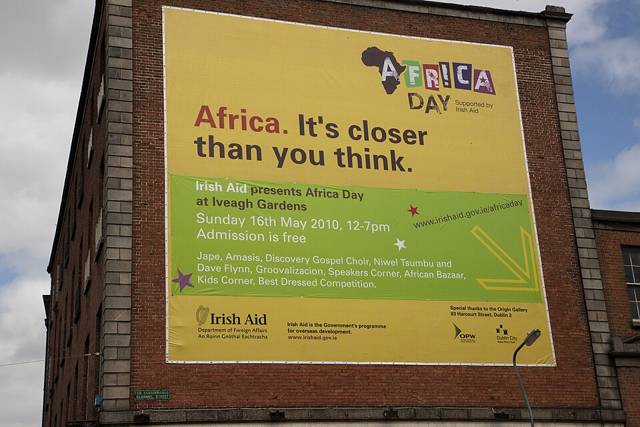 AFR!CA
DAY
Supported by
Irish Aid
Africa. It's closer
than you think.
Irish Aid presents Africa Day
at Iveagh Gardens
Sunday 16th May 2010, 12-7pm
Admission is free
www.irishaid.gov.ie/africaday
Jape, Amasis, Discovery Gospel Choir, Niwel Tsumbu and
Dave Flynn, Groovalizacion, Speakers Corner, African Bazaar,
Kids Corner, Best Dressed Competition.
Irish Aid
Department of Foreign Affairs
An Roinn Gnóthaí Eachtracha
Irish Aid is the Government's programme
for overseas development.
www.irishaid.gov.ie
Special thanks to the Origin Gallery
83 Harcourt Street, Dublin 2
OPW
Dublin City